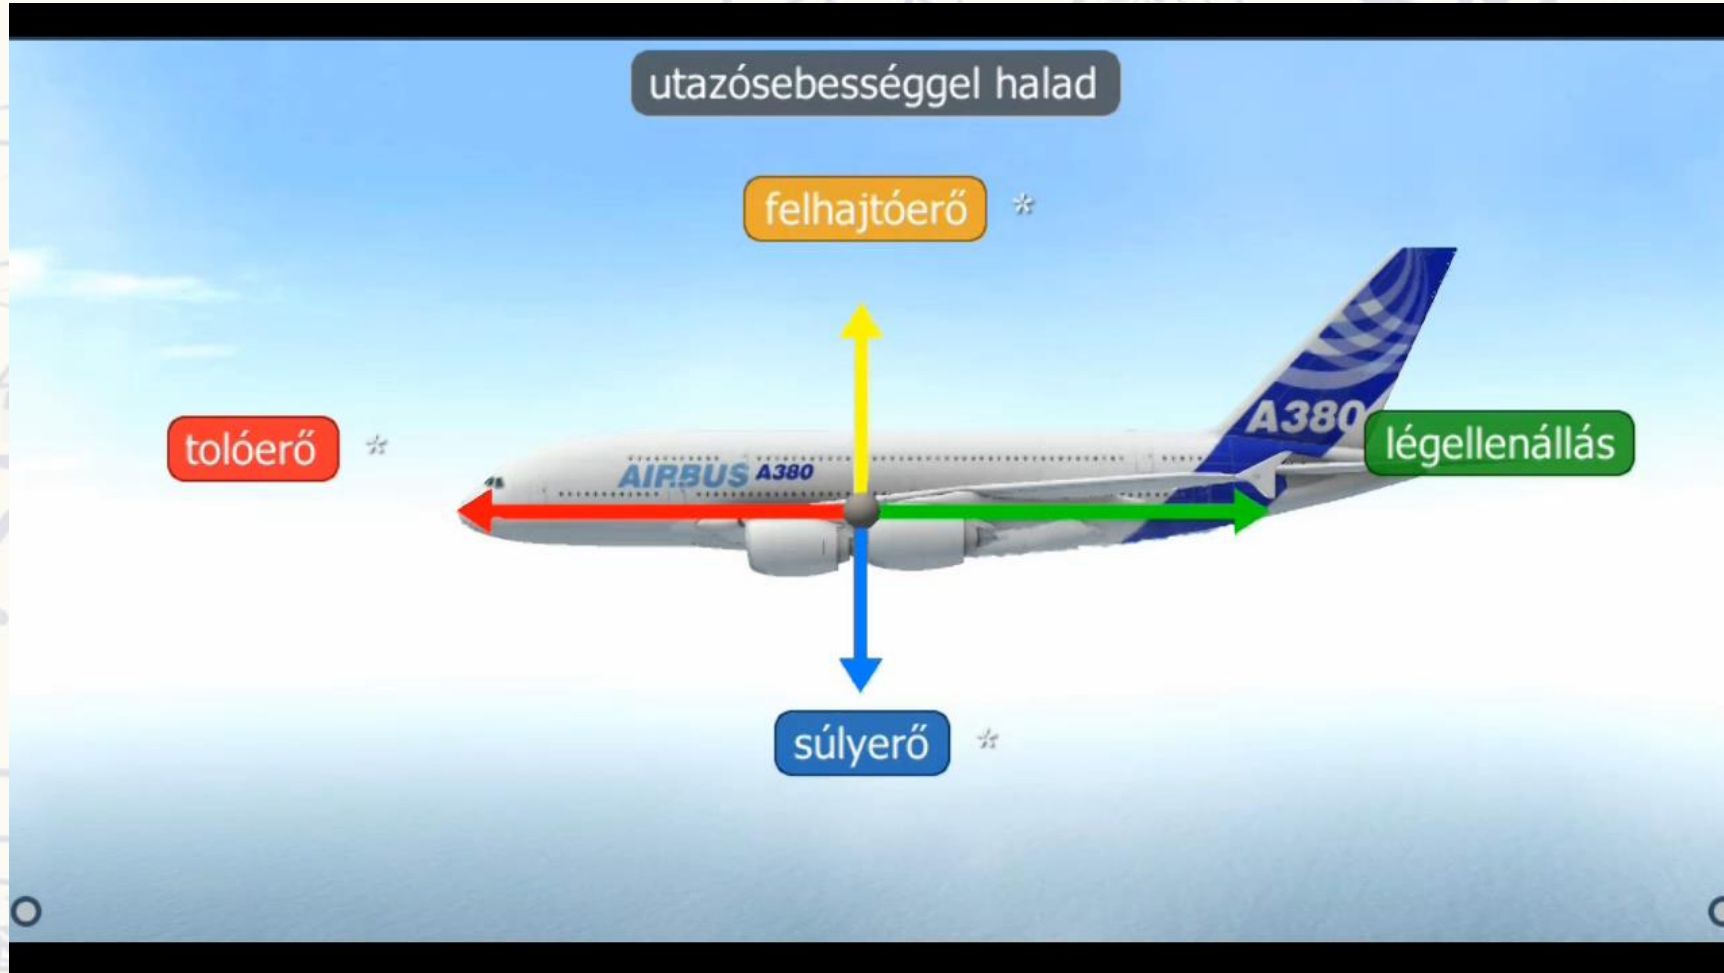 utazósebességgel halad
felhajtóerő *
A380
tolóerő *
légellenállás
AIRBUS A380
súlyerő *